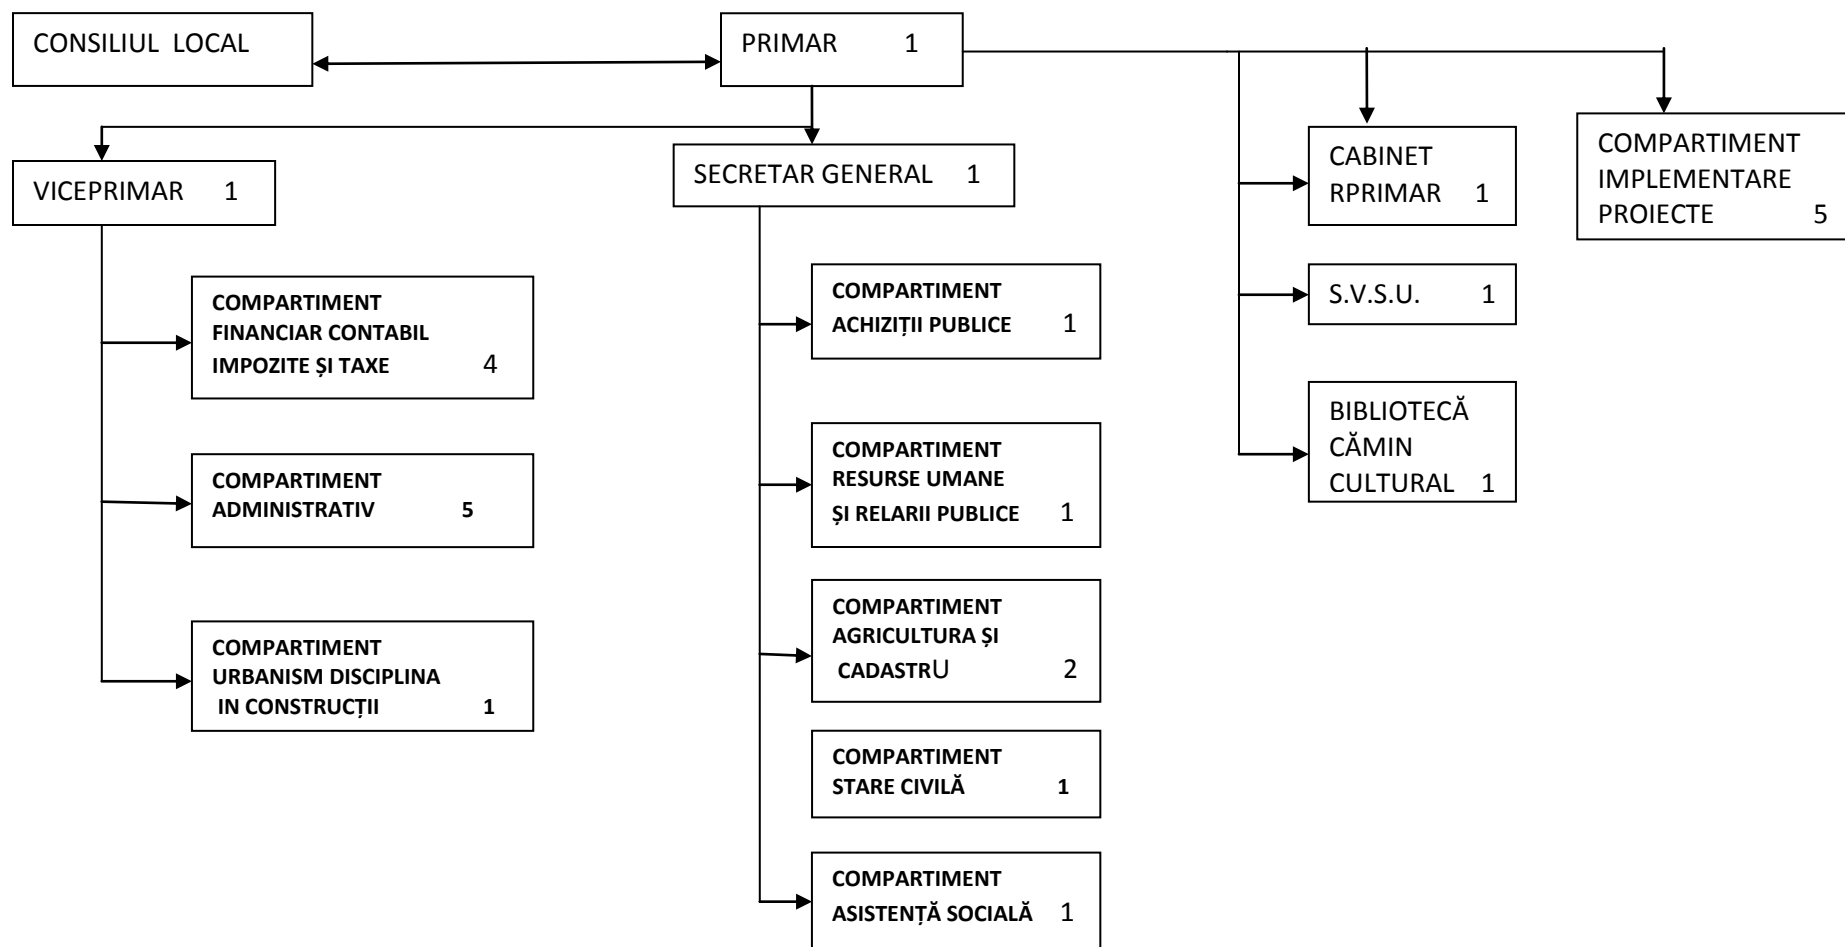 CONSILIUL  LOCAL
PRIMAR 1
VICEPRIMAR 1
SECRETAR GENERAL 1
CABINET
RPRIMAR 1
COMPARTIMENT
IMPLEMENTARE
PROIECTE 5
COMPARTIMENT
FINANCIAR CONTABIL
IMPOZITE ȘI TAXE 4
COMPARTIMENT
ADMINISTRATIV 5
COMPARTIMENT
URBANISM DISCIPLINA
IN CONSTRUCȚII 1
COMPARTIMENT
ACHIZIȚII PUBLICE 1
COMPARTIMENT
RESURSE UMANE
ȘI RELARII PUBLICE 1
COMPARTIMENT
AGRICULTURA ȘI
CADASTRU 2
COMPARTIMENT
STARE CIVILĂ 1
COMPARTIMENT
ASISTENȚĂ SOCIALĂ 1
S.V.S.U. 1
BIBLIOTECĂ
CĂMIN
CULTURAL 1